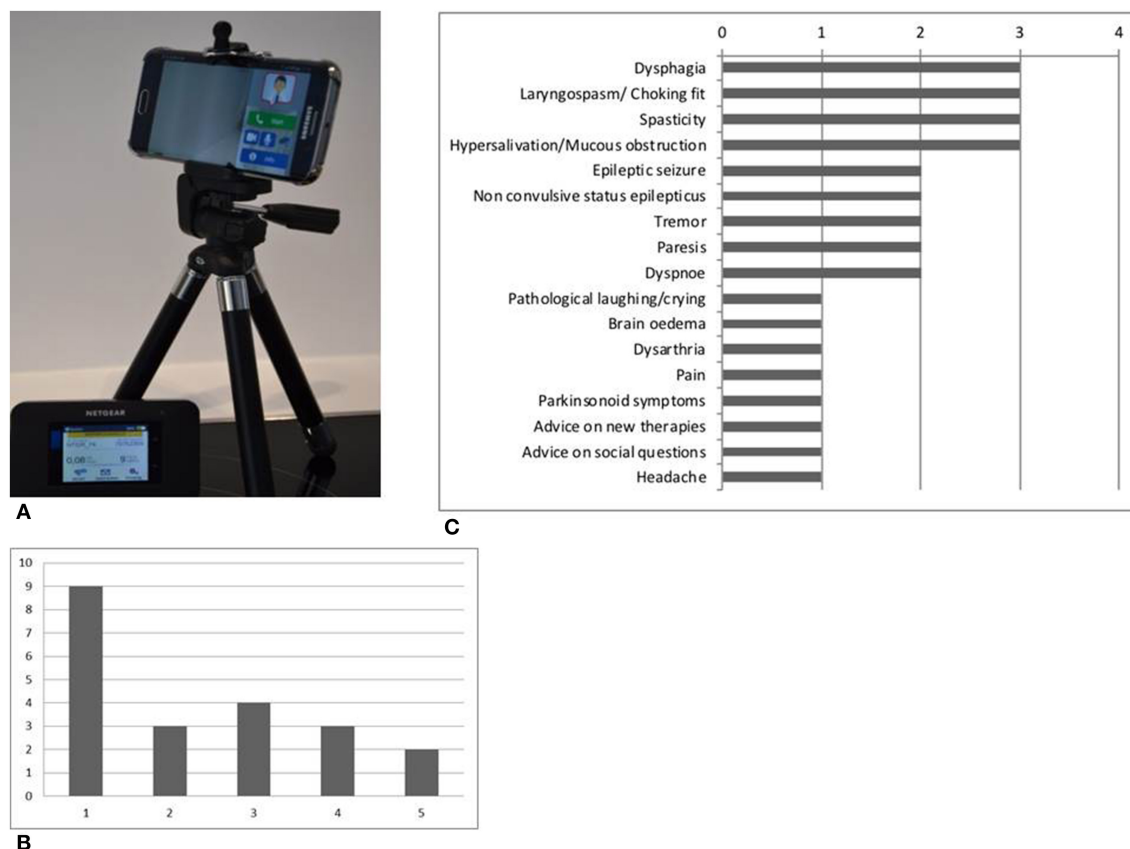 SAMSUNG
Start
Info
NETGEAR
A
0 1 2 3 4
Dysphagia
Laryngospasm/ Choking fit
Spasticity
Hypersalivation/Mucous obstruction
Epileptic seizure
Non convulsive status epilepticus
Tremor
Paresis
Dyspnoe
Pathological laughing/crying
Brain oedema
Dysarthria
Pain
Parkinsonoid symptoms
Advice on new therapies
Advice on social questions
Headache
C
10
9
8
7
6
5
4
3
2
1
0
1 2 3 4 5
B